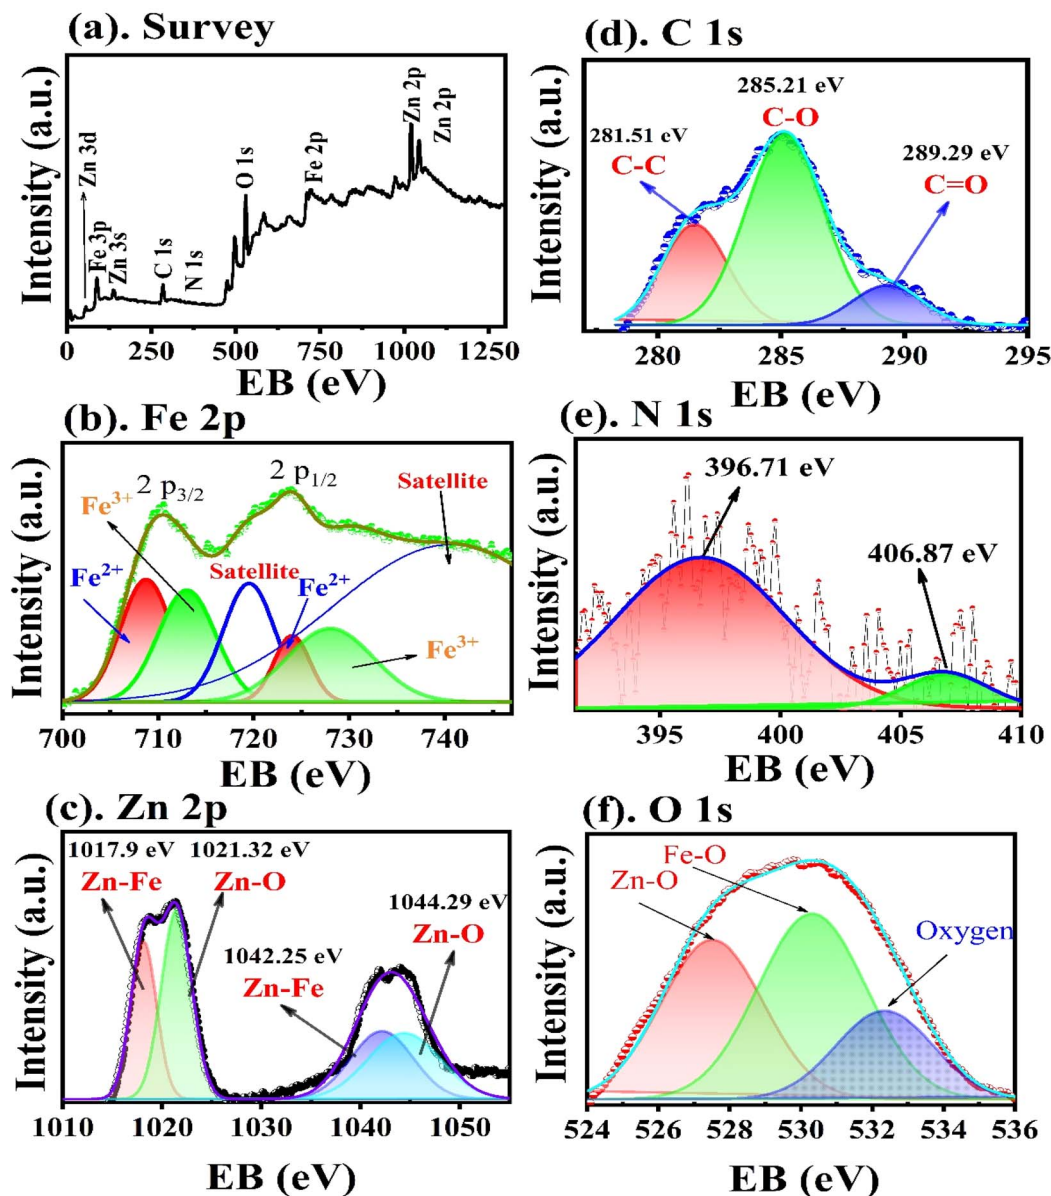 (a). Survey
Intensity (a.u.)
Zn 3d
Fe 3p
Zn 3s
C 1s
N 1s
O 1s
Fe 2p
Zn 2p
Zn 2p
0 250 500 750 1000 1250
EB (eV)
(d). C 1s
Intensity (a.u.)
281.51 eV
C-C
285.21 eV
C-O
289.29 eV
C=O
280 285 290 295
EB (eV)
(b). Fe 2p
Intensity (a.u.)
2 p3/2
2 p1/2
Satellite
Fe3+
Fe2+
Satellite
Fe2+
Fe3+
700 710 720 730 740
EB (eV)
(e). N 1s
Intensity (a.u.)
396.71 eV
406.87 eV
395 400 405 410
EB (eV)
(c). Zn 2p
Intensity (a.u.)
1017.9 eV
Zn-Fe
1021.32 eV
Zn-O
1042.25 eV
Zn-Fe
1044.29 eV
Zn-O
1010 1020 1030 1040 1050
EB (eV)
(f). O 1s
Intensity (a.u.)
Fe-O
Zn-O
Oxygen
524 526 528 530 532 534 536
EB (eV)